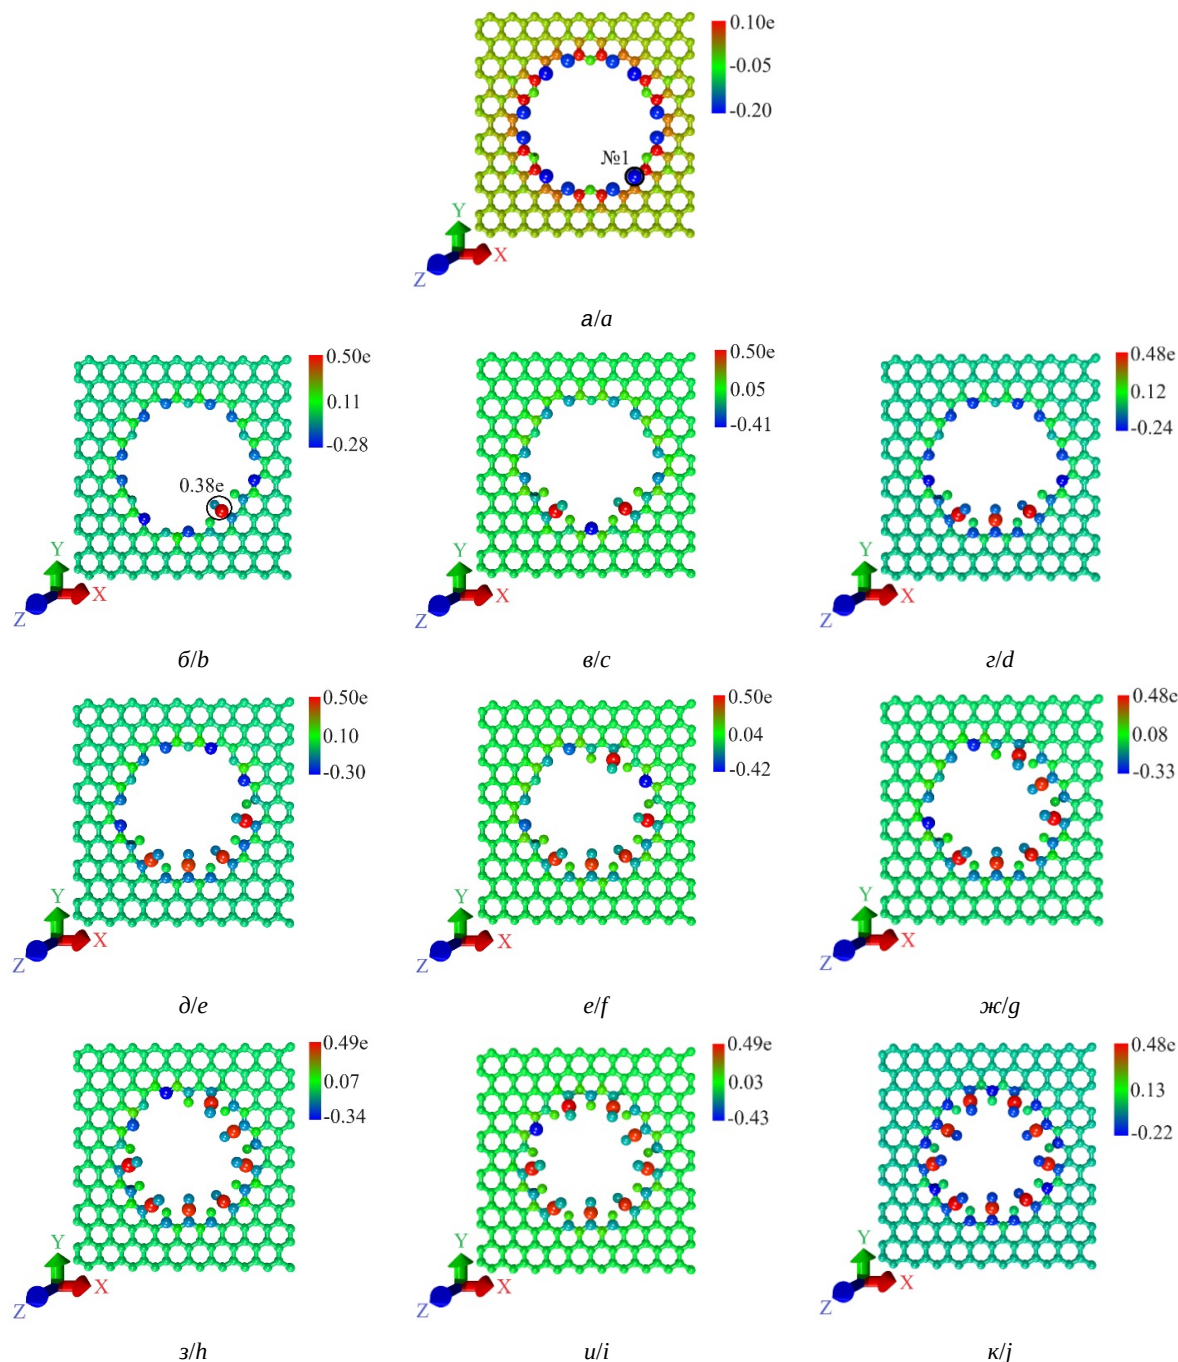 0.10e
-0.05
-0.20
№1
Y
X
Z
а/a
0.50e
0.11
-0.28
0.38e
Y
X
Z
б/b
0.50e
0.05
-0.41
Y
X
Z
в/c
0.48e
0.12
-0.24
Y
X
Z
г/d
0.50e
0.10
-0.30
Y
X
Z
д/e
0.50e
0.04
-0.42
Y
X
Z
е/f
0.48e
0.08
-0.33
Y
X
Z
ж/g
0.49e
0.07
-0.34
Y
X
Z
з/h
0.49e
0.03
-0.43
Y
X
Z
и/i
0.48e
0.13
-0.22
Y
X
Z
к/j